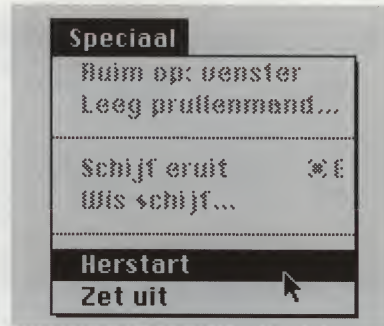 Speciaal
Ruim op: venster
Leeg prullenmand...
Schijf eruit ⌘E
Wis schijf...
Herstart
Zet uit